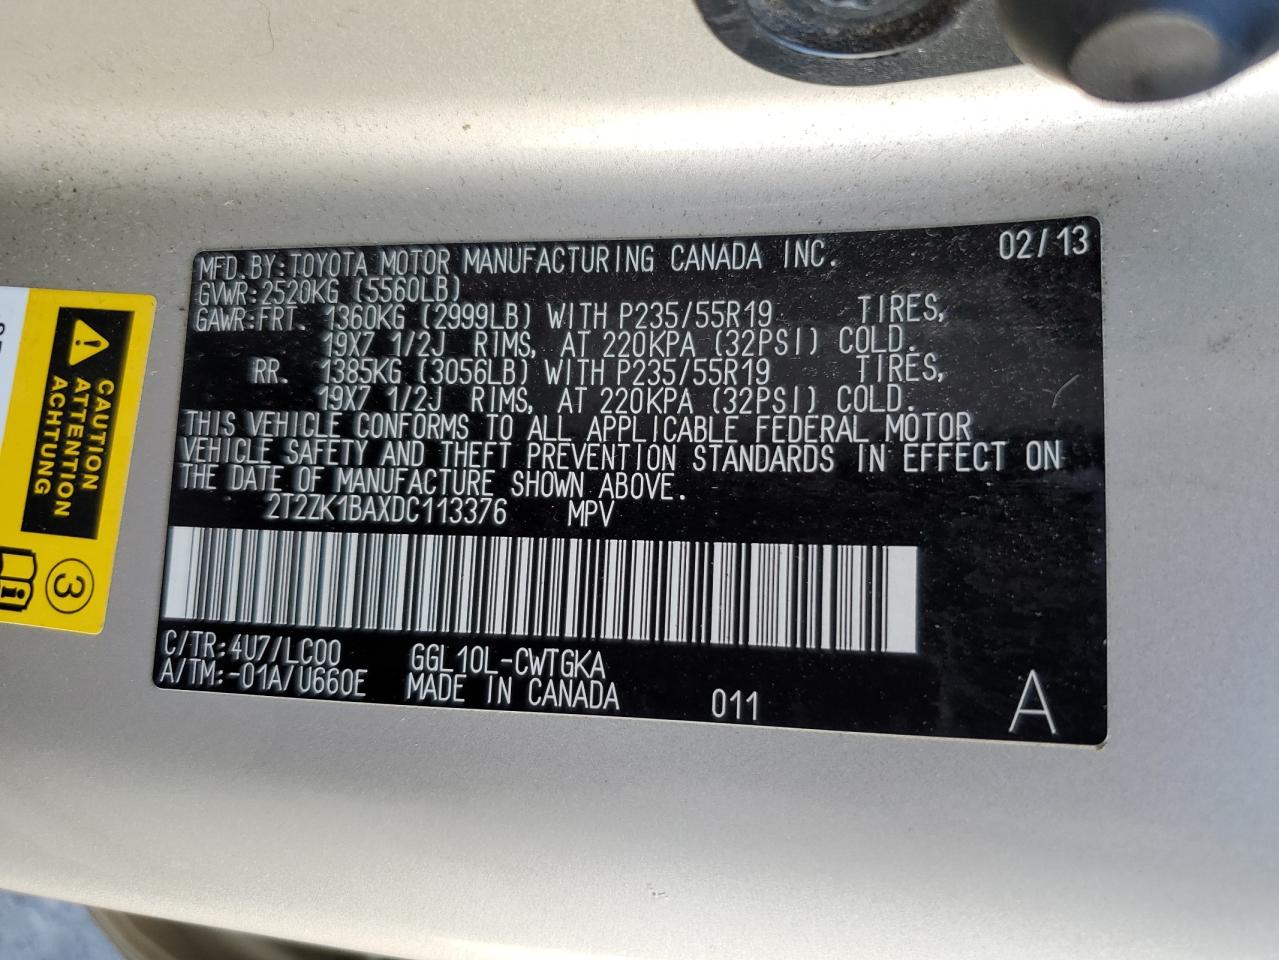 MFD.BY:TOYOTA MOTOR MANUFACTURING CANADA INC. 02/13
GVWR:2520KG (5560LB)
GAWR:FRT. 1360KG (2999LB) WITH P235/55R19 TIRES,
19X7 1/2J RIMS, AT 220KPA (32PSI) COLD.
RR. 1385KG (3056LB) WITH P235/55R19 TIRES,
19X7 1/2J RIMS, AT 220KPA (32PSI) COLD.
THIS VEHICLE CONFORMS TO ALL APPLICABLE FEDERAL MOTOR
VEHICLE SAFETY AND THEFT PREVENTION STANDARDS IN EFFECT ON
THE DATE OF MANUFACTURE SHOWN ABOVE.
2T2ZK1BAXDC113376 MPV
C/TR:4U7/LC00 GGL10L-CWTGKA
A/TM:-01A/U660E MADE IN CANADA 011 A
CAUTION
ATTENTION
ACHTUNG
3